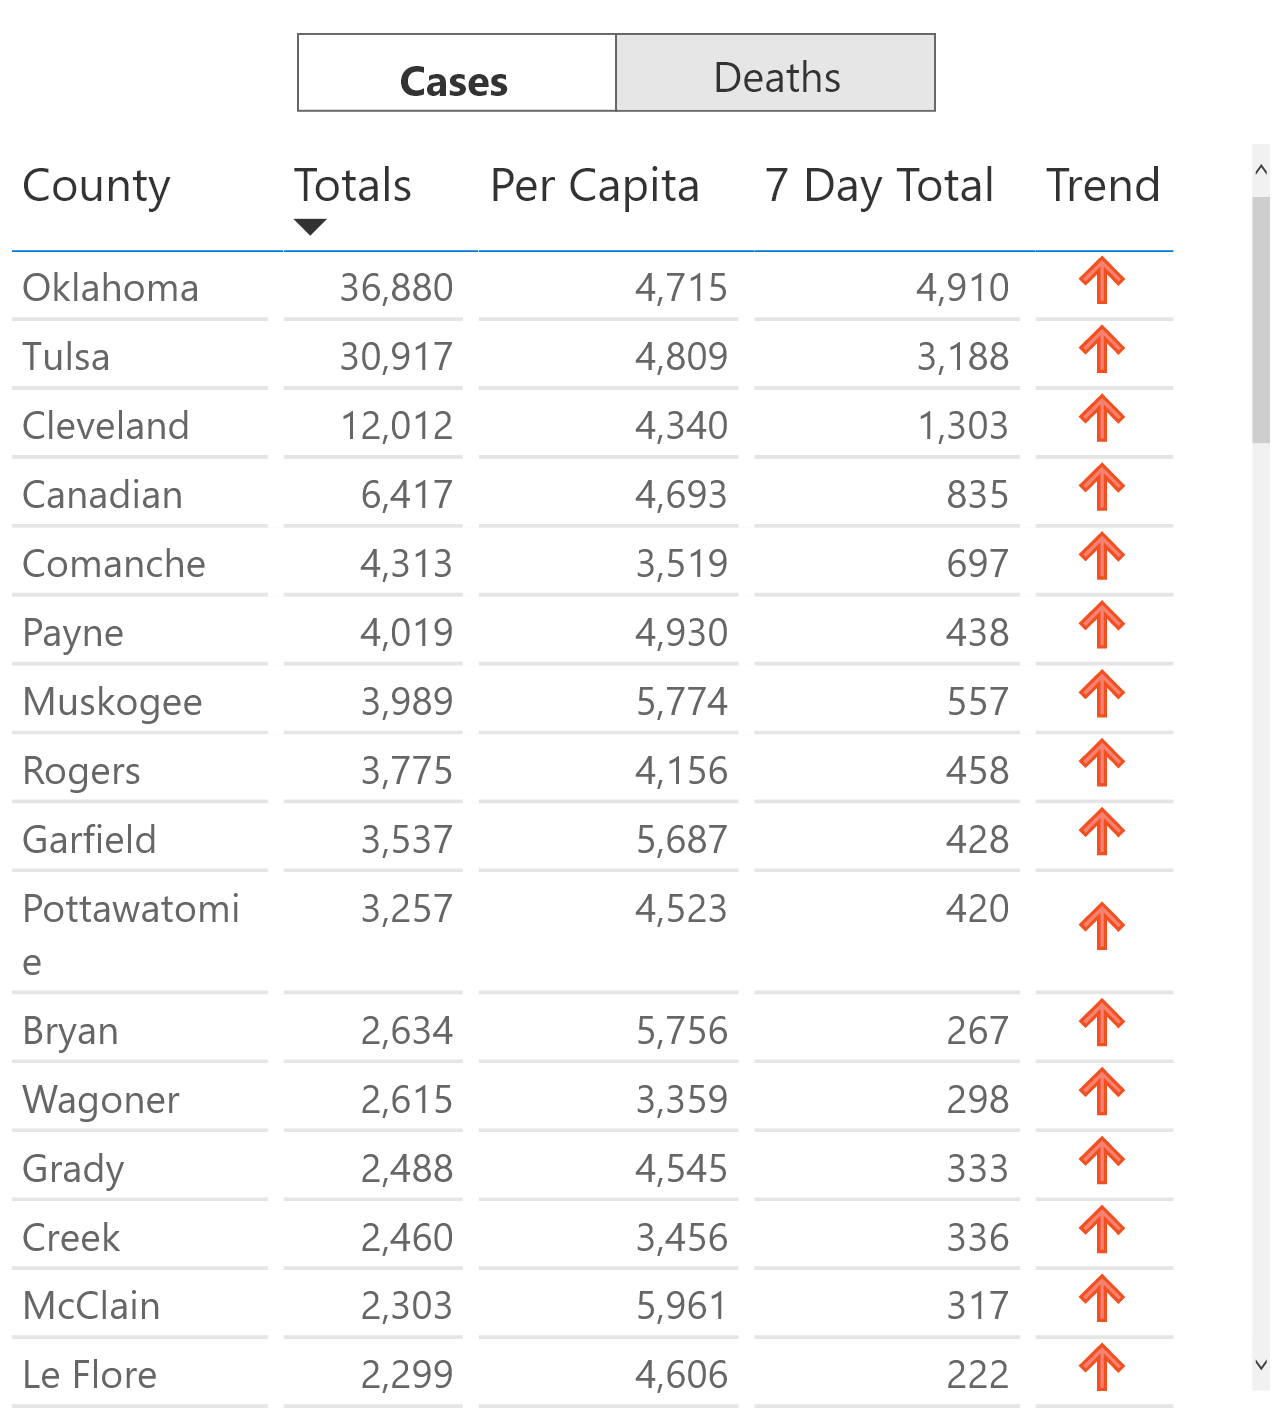 Cases Deaths
County Totals Per Capita 7 Day Total Trend
Oklahoma 36,880 4,715 4,910
Tulsa 30,917 4,809 3,188
Cleveland 12,012 4,340 1,303
Canadian 6,417 4,693 835
Comanche 4,313 3,519 697
Payne 4,019 4,930 438
Muskogee 3,989 5,774 557
Rogers 3,775 4,156 458
Garfield 3,537 5,687 428
Pottawatomi 3,257 4,523 420
e
Bryan 2,634 5,756 267
Wagoner 2,615 3,359 298
Grady 2,488 4,545 333
Creek 2,460 3,456 336
McClain 2,303 5,961 317
Le Flore 2,299 4,606 222